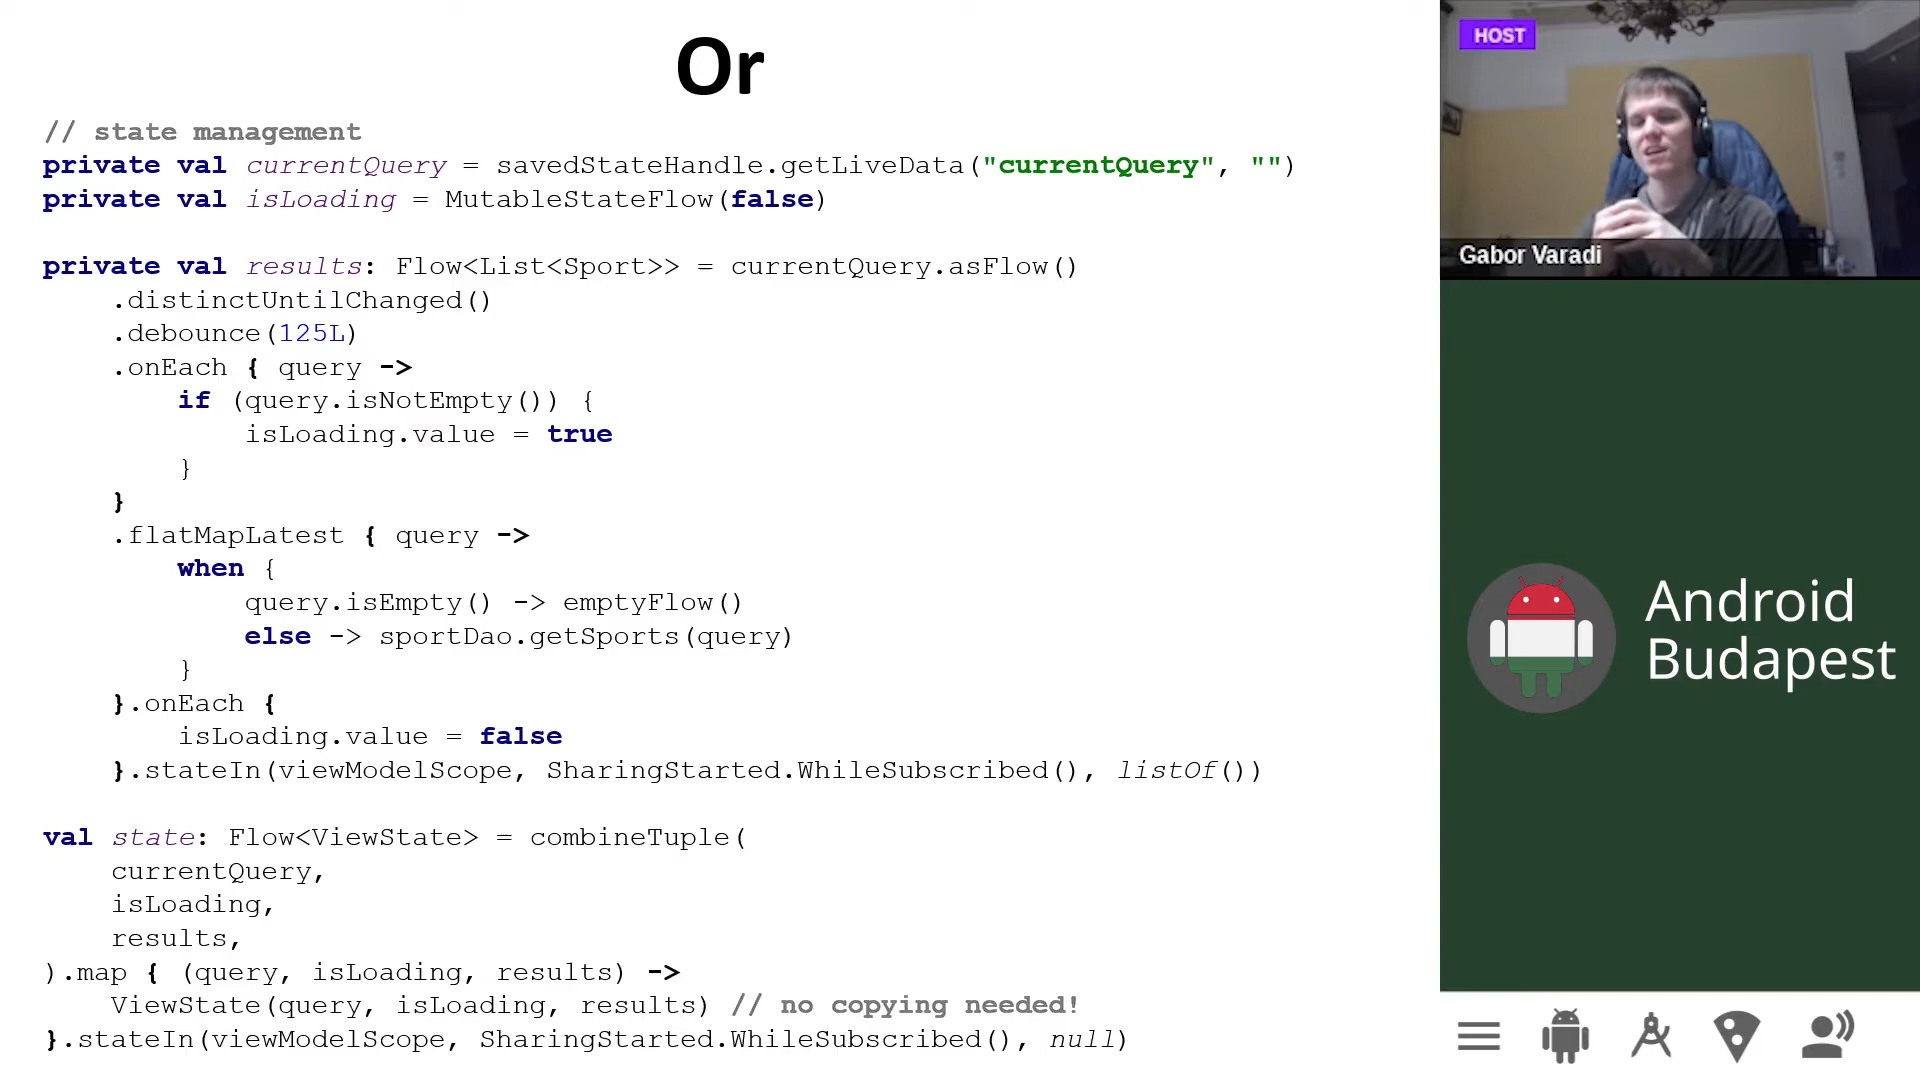 Or
// state management
private val currentQuery = savedStateHandle.getLiveData("currentQuery", "")
private val isLoading = MutableStateFlow(false)
private val results: Flow<List<Sport>> = currentQuery.asFlow()
.distinctUntilChanged()
.debounce(125L)
.onEach { query ->
if (query.isNotEmpty()) {
isLoading.value = true
}
}
.flatMapLatest { query ->
when {
query.isEmpty() -> emptyFlow()
else -> sportDao.getSports(query)
}
}.onEach {
isLoading.value = false
}.stateIn(viewModelScope, SharingStarted.WhileSubscribed(), listOf())
val state: Flow<ViewState> = combineTuple(
currentQuery,
isLoading,
results,
).map { (query, isLoading, results) ->
ViewState(query, isLoading, results) // no copying needed!
}.stateIn(viewModelScope, SharingStarted.WhileSubscribed(), null)
HOST
Gabor Varadi
Android
Budapest